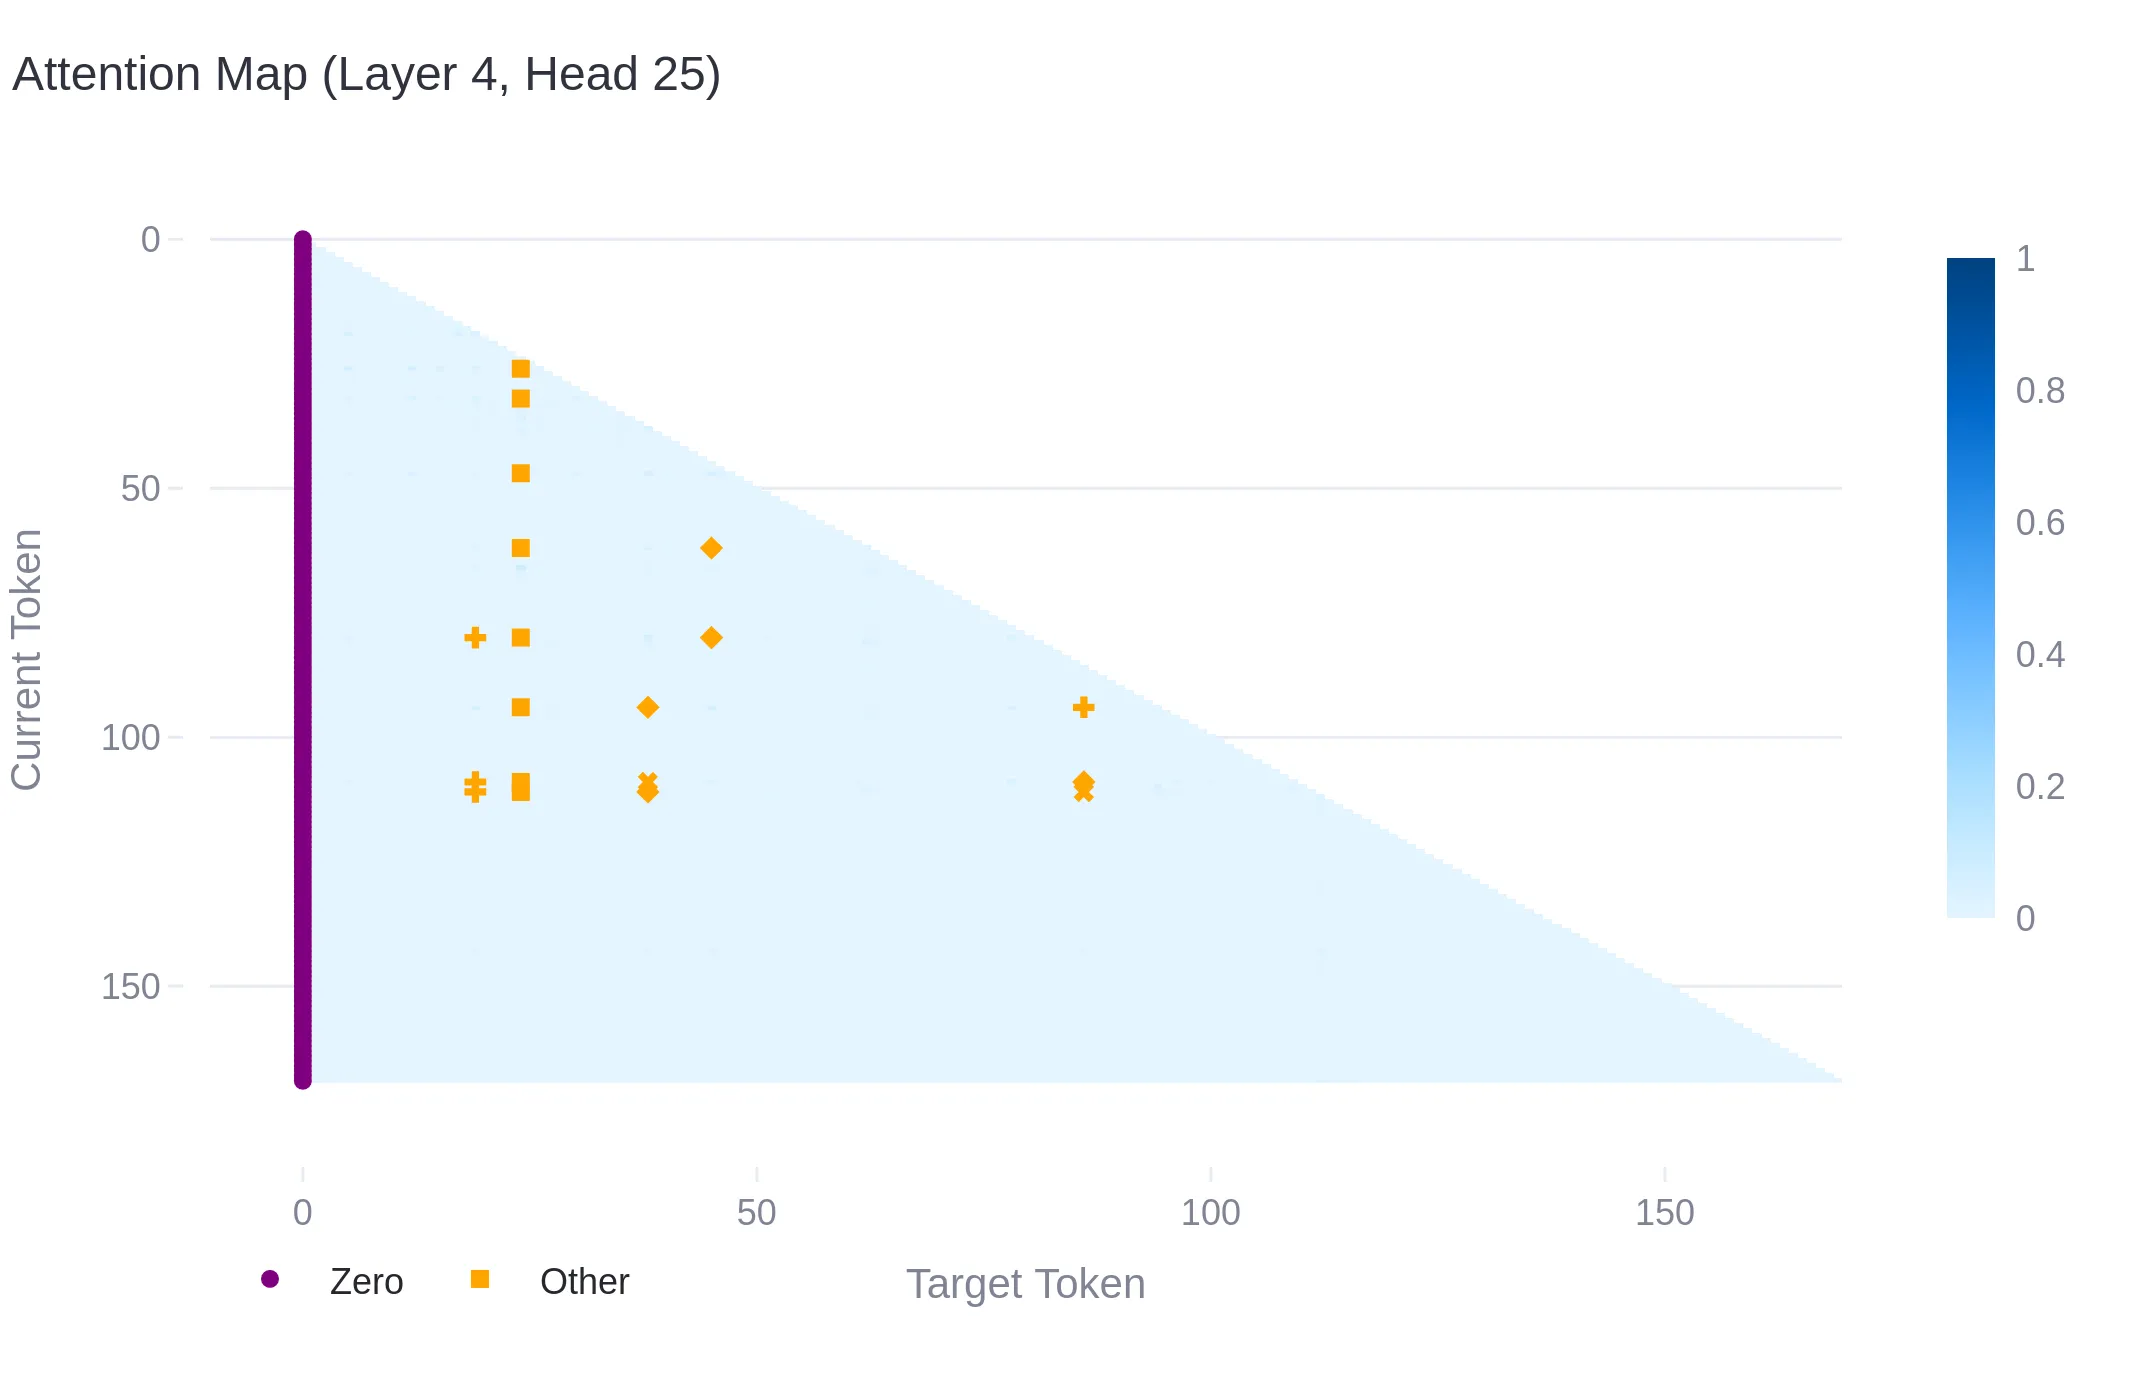 Attention Map (Layer 4, Head 25)
0
50
100
150
Current Token
1
0.8
0.6
0.4
0.2
0
0 50 100 150
Target Token
Zero Other